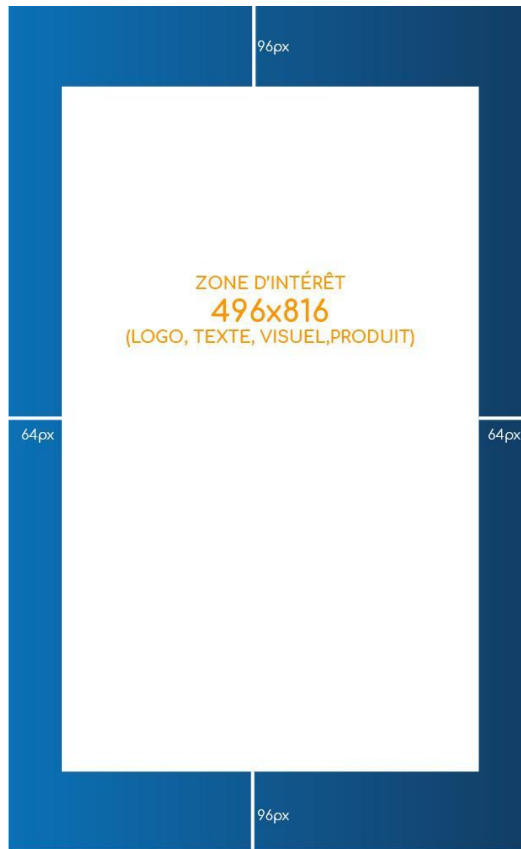 96px
ZONE D'INTÉRÊT
496x816
(LOGO, TEXTE, VISUEL,PRODUIT)
64px
64px
96px